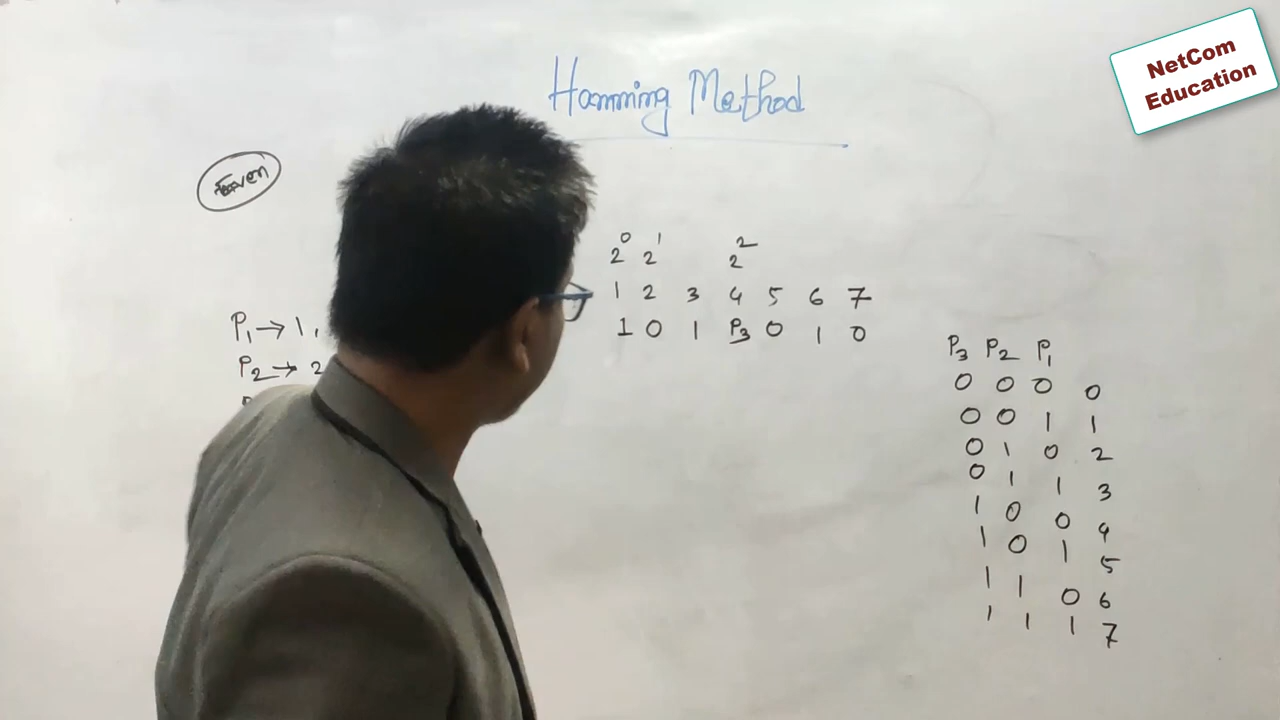 NetCom
Education
Hamming Method
Even
2⁰ 2¹ 2²
1 2 3 4 5 6 7
1 0 1 P₃ 0 1 0
P₁→ 1,
P₂→ 2
P₃ P₂ P₁
0 0 0 0
0 0 1 1
0 1 0 2
0 1 1 3
1 0 0 4
1 0 1 5
1 1 0 6
1 1 1 7